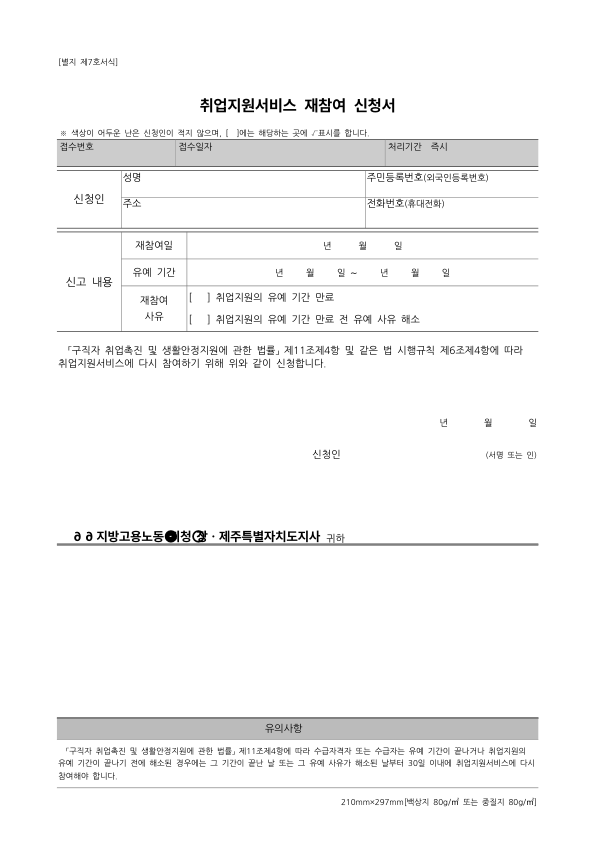 [별지 제7호서식]
취업지원서비스 재참여 신청서
※ 색상이 어두운 난은 신청인이 적지 않으며, [  ]에는 해당하는 곳에 √표시를 합니다.
접수번호 접수일자 처리기간 즉시
신청인 성명 주민등록번호(외국인등록번호)
주소 전화번호(휴대전화)
신고 내용
재참여일 년 월 일
유예 기간 년 월 일 ~ 년 월 일
재참여
사유
[  ] 취업지원의 유예 기간 만료
[  ] 취업지원의 유예 기간 만료 전 유예 사유 해소
「구직자 취업촉진 및 생활안정지원에 관한 법률」 제11조제4항 및 같은 법 시행규칙 제6조제4항에 따라
취업지원서비스에 다시 참여하기 위해 위와 같이 신청합니다.
년 월 일
신청인 (서명 또는 인)
지방고용노동 청 · 제주특별자치도지사 귀하
유의사항
「구직자 취업촉진 및 생활안정지원에 관한 법률」 제11조제4항에 따라 수급자격자 또는 수급자는 유예 기간이 끝나거나 취업지원의
유예 기간이 끝나기 전에 해소된 경우에는 그 기간이 끝난 날 또는 그 유예 사유가 해소된 날부터 30일 이내에 취업지원서비스에 다시
참여해야 합니다.
210mm×297mm[백상지 80g/㎡ 또는 중질지 80g/㎡]